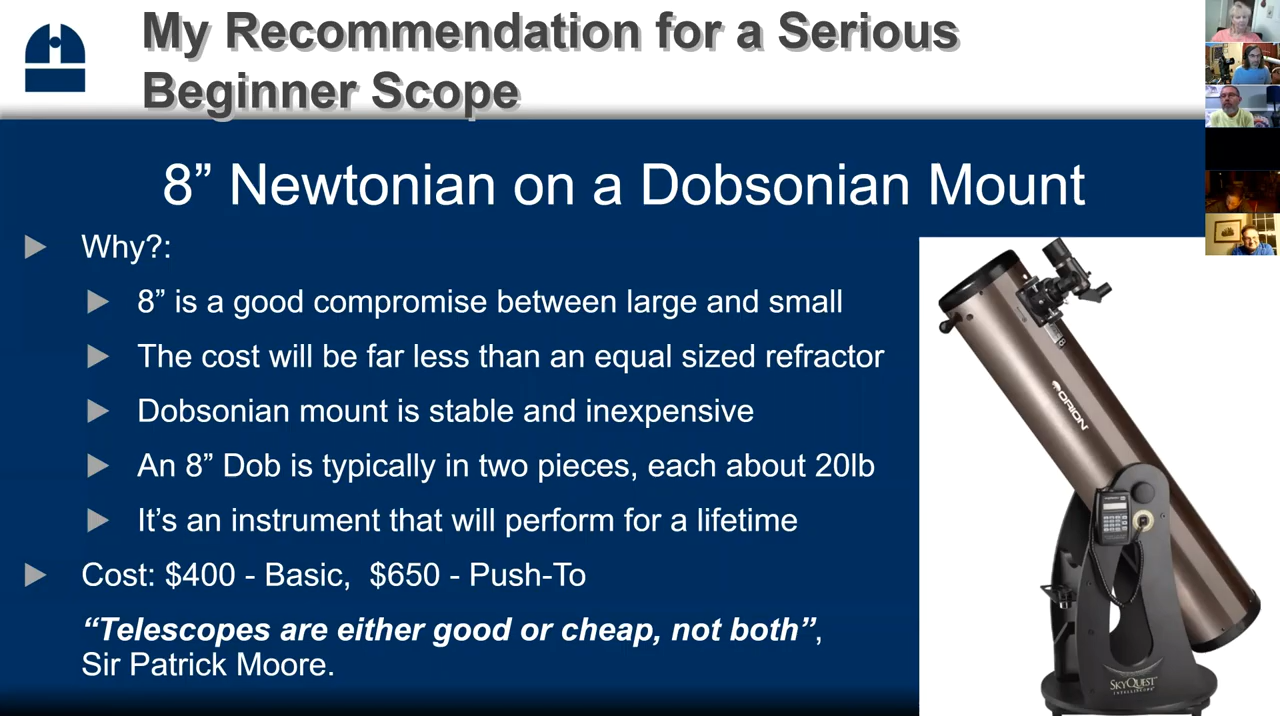 My Recommendation for a Serious
Beginner Scope
8” Newtonian on a Dobsonian Mount
Why?:
8” is a good compromise between large and small
The cost will be far less than an equal sized refractor
Dobsonian mount is stable and inexpensive
An 8” Dob is typically in two pieces, each about 20lb
It’s an instrument that will perform for a lifetime
Cost: $400 - Basic, $650 - Push-To
“Telescopes are either good or cheap, not both”,
Sir Patrick Moore.
ORION
SKYQUEST
INTELLISCOPE